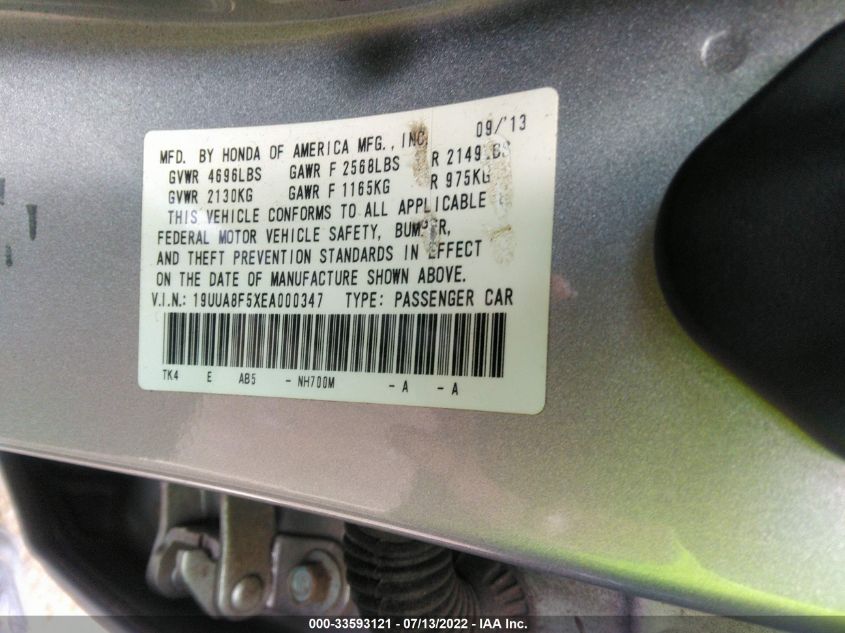 09/'13
MFD. BY HONDA OF AMERICA MFG., INC
GVWR 4696LBS GAWR F 2568LBS R 2149LBS
GVWR 2130KG GAWR F 1165KG R 975KG
THIS VEHICLE CONFORMS TO ALL APPLICABLE
FEDERAL MOTOR VEHICLE SAFETY, BUMPER,
AND THEFT PREVENTION STANDARDS IN EFFECT
ON THE DATE OF MANUFACTURE SHOWN ABOVE.
V.I.N.: 19UUA8F5XEA000347 TYPE: PASSENGER CAR
TK4 E AB5 - NH700M - A - A
000-33593121 - 07/13/2022 - IAA Inc.